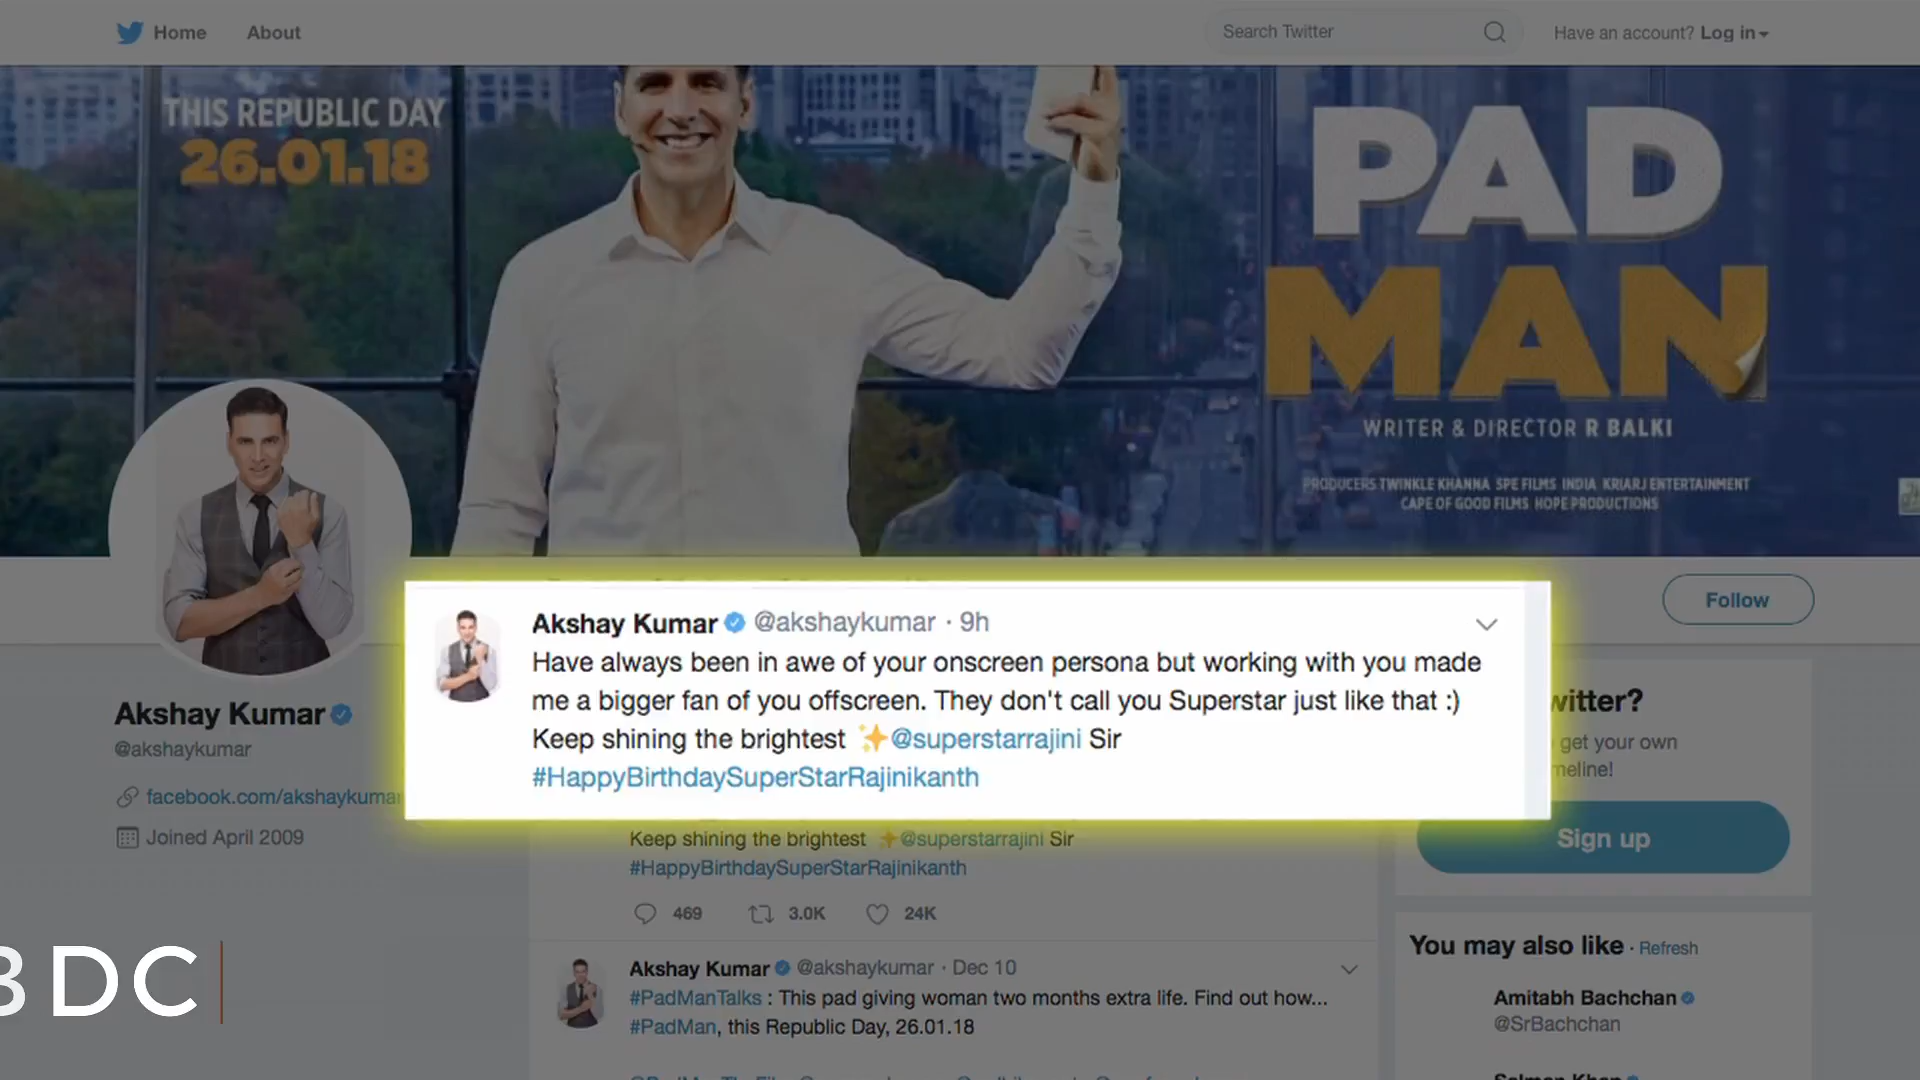 Home About Search Twitter Have an account? Log in
THIS REPUBLIC DAY
26.01.18
PAD
MAN
WRITER & DIRECTOR R BALKI
PRODUCERS TWINKLE KHANNA SPE FILMS INDIA KRIARJ ENTERTAINMENT
CAPE OF GOOD FILMS HOPE PRODUCTIONS
Follow
Akshay Kumar @akshaykumar · 9h
Have always been in awe of your onscreen persona but working with you made
me a bigger fan of you offscreen. They don't call you Superstar just like that :)
Keep shining the brightest ✨@superstarrajini Sir
#HappyBirthdaySuperStarRajinikanth
Akshay Kumar
@akshaykumar
facebook.com/akshaykumar
Joined April 2009
Keep shining the brightest ✨@superstarrajini Sir
#HappyBirthdaySuperStarRajinikanth
469 3.0K 24K
Akshay Kumar @akshaykumar · Dec 10
#PadManTalks : This pad giving woman two months extra life. Find out how...
#PadMan, this Republic Day, 26.01.18
witter?
get your own
meline!
Sign up
You may also like · Refresh
Amitabh Bachchan
@SrBachchan
BDC